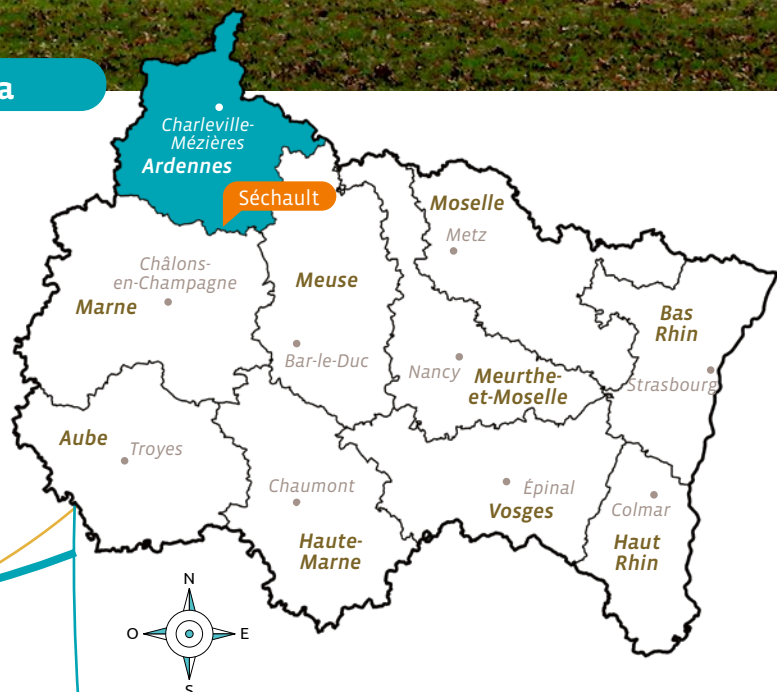 a
Charleville-
Mézières
Ardennes
Séchault
Moselle
Metz
Châlons-
en-Champagne
Marne
Meuse
Bas
Rhin
Bar-le-Duc
Nancy
Meurthe-
et-Moselle
Strasbourg
Aube
Troyes
Chaumont
Épinal
Vosges
Colmar
Haute-
Marne
Haut
Rhin
N
O
E
S